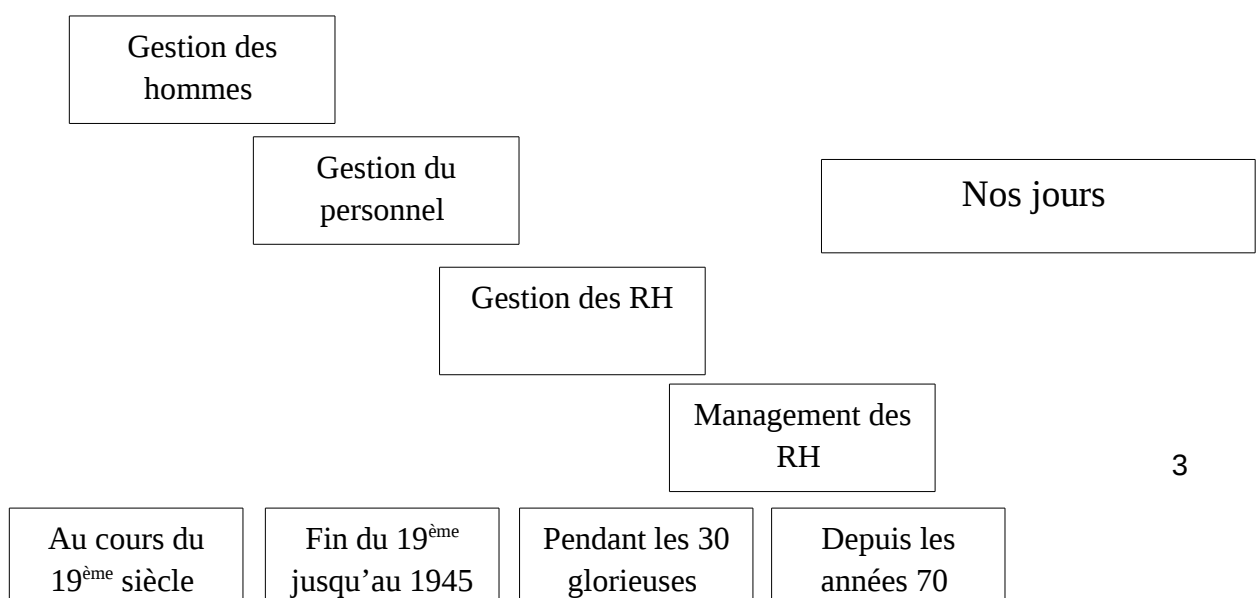 Gestion des
hommes
Gestion du
personnel
Nos jours
Gestion des RH
Management des
RH
3
Au cours du
19ème siècle
Fin du 19ème
jusqu’au 1945
Pendant les 30
glorieuses
Depuis les
années 70